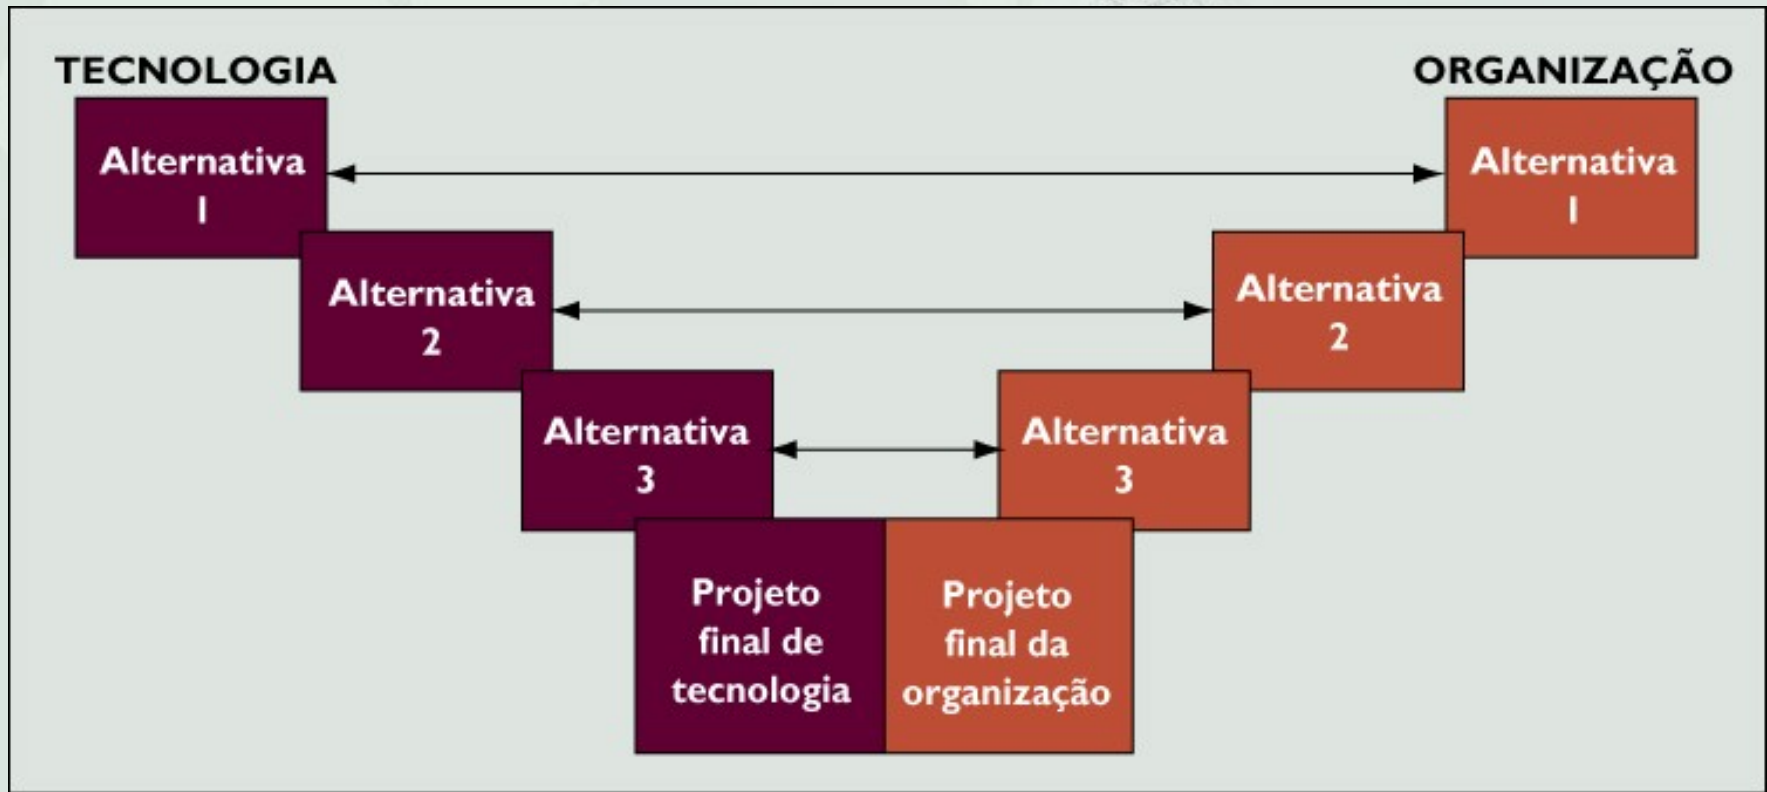 TECNOLOGIA
ORGANIZAÇÃO
Alternativa
1
Alternativa
1
Alternativa
2
Alternativa
2
Alternativa
3
Alternativa
3
Projeto
final de
tecnologia
Projeto
final da
organização